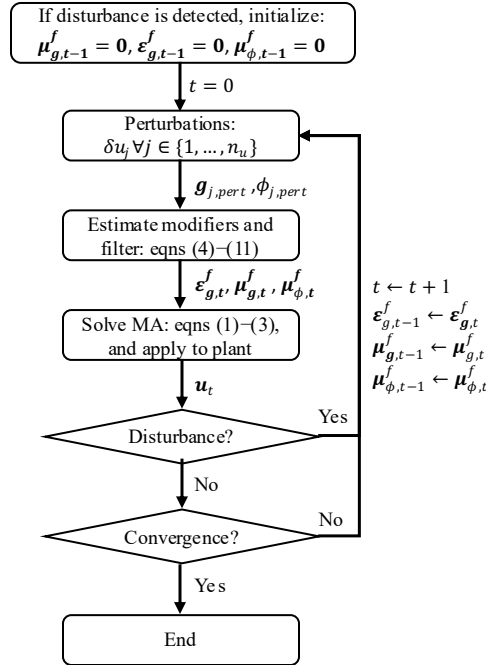 If disturbance is detected, initialize:
𝝁^f_{g,t−1} = 𝟎, 𝜺^f_{g,t−1} = 𝟎, 𝝁^f_{ϕ,t−1} = 𝟎
t = 0
Perturbations:
δu_j ∀j ∈ {1, … , n_u}
𝒈_{j,pert} , ϕ_{j,pert}
Estimate modifiers and
filter: eqns (4)−(11)
𝜺^f_{g,t}, 𝝁^f_{g,t} , 𝝁^f_{ϕ,t}
t ← t + 1
𝜺^f_{g,t−1} ← 𝜺^f_{g,t}
𝝁^f_{g,t−1} ← 𝝁^f_{g,t}
𝝁^f_{ϕ,t−1} ← 𝝁^f_{ϕ,t}
Solve MA: eqns (1)−(3),
and apply to plant
𝒖_t
Yes
Disturbance?
No
No
Convergence?
Yes
End